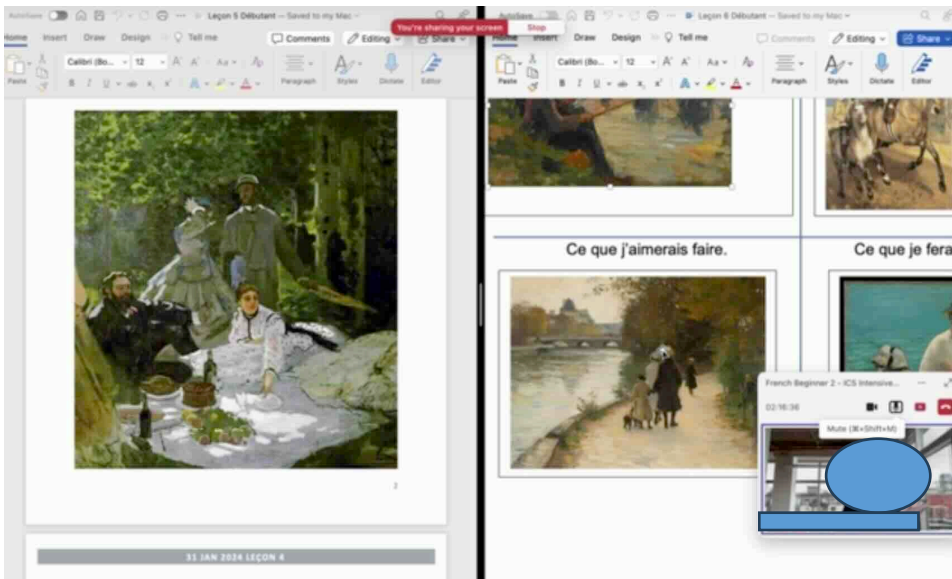 AutoSave
Leçon 5 Débutant — Saved to my Mac
Home Insert Draw Design Tell me
Comments Editing Share
Calibri (Bo... 12
Paste
Paragraph Styles Dictate Editor
2
31 JAN 2024 LEÇON 4
You're sharing your screen Stop
AutoSave
Leçon 6 Débutant — Saved to my Mac
Home Insert Draw Design Tell me
Comments Editing Share
Calibri (Bo... 12
Paste
Paragraph Styles Dictate Editor
Ce que j'aimerais faire.
Ce que je fera
French Beginner 2 - ICS Intensive...
02:16:36
Mute (⌘+Shift+M)